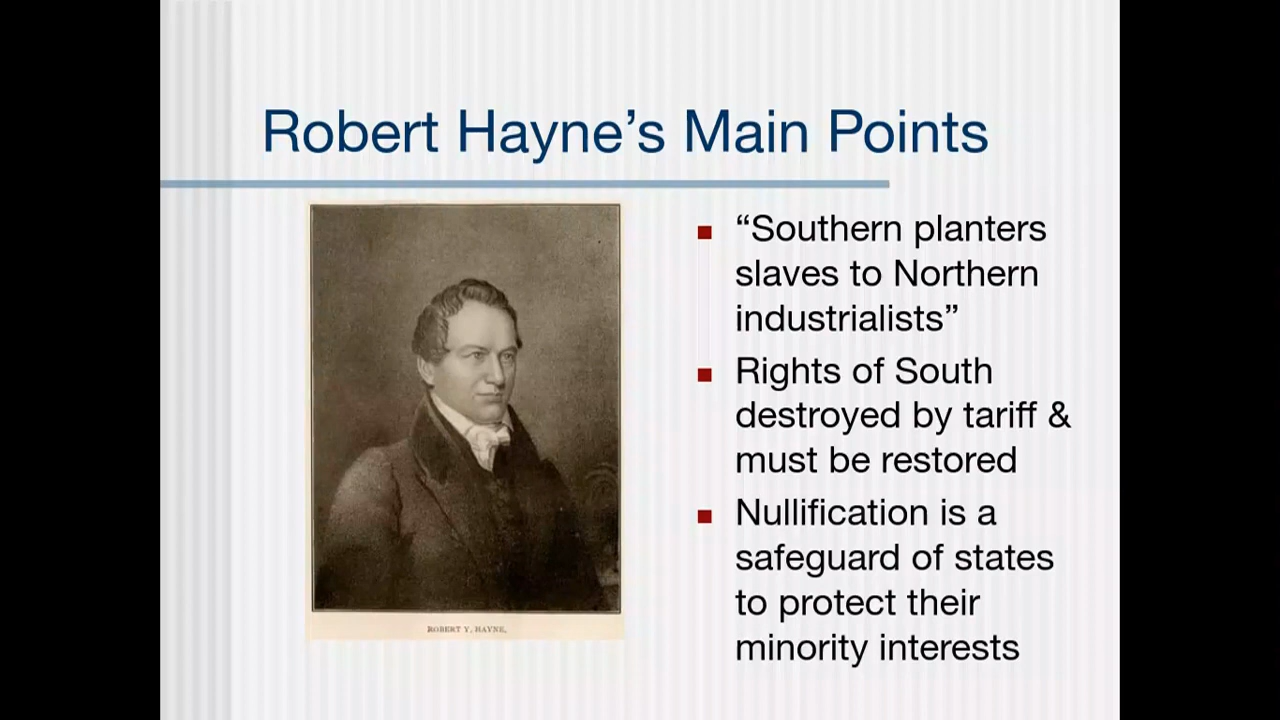 Robert Hayne’s Main Points
“Southern planters
slaves to Northern
industrialists”
Rights of South
destroyed by tariff &
must be restored
Nullification is a
safeguard of states
to protect their
minority interests
ROBERT Y. HAYNE.